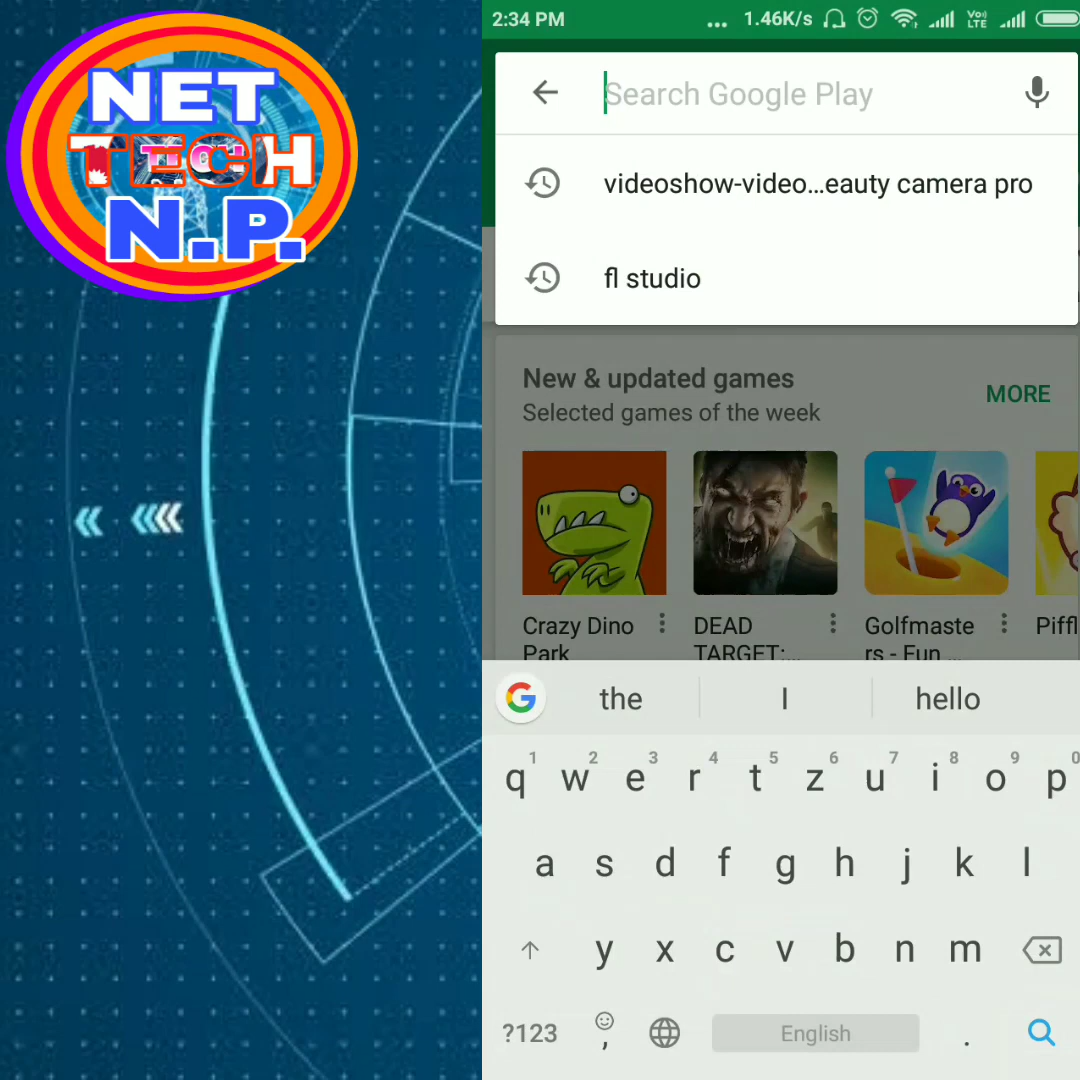 NET
TECH
N.P.
2:34 PM
... 1.46K/s Vo) LTE
Search Google Play
videoshow-video...eauty camera pro
fl studio
New & updated games
Selected games of the week
MORE
Crazy Dino Park
DEAD TARGET:...
Golfmaste rs - Fun ...
Piffl
the I hello
q 1 w 2 e 3 r 4 t 5 z 6 u 7 i 8 o 9 p 0
a s d f g h j k l
y x c v b n m
?123 , English .